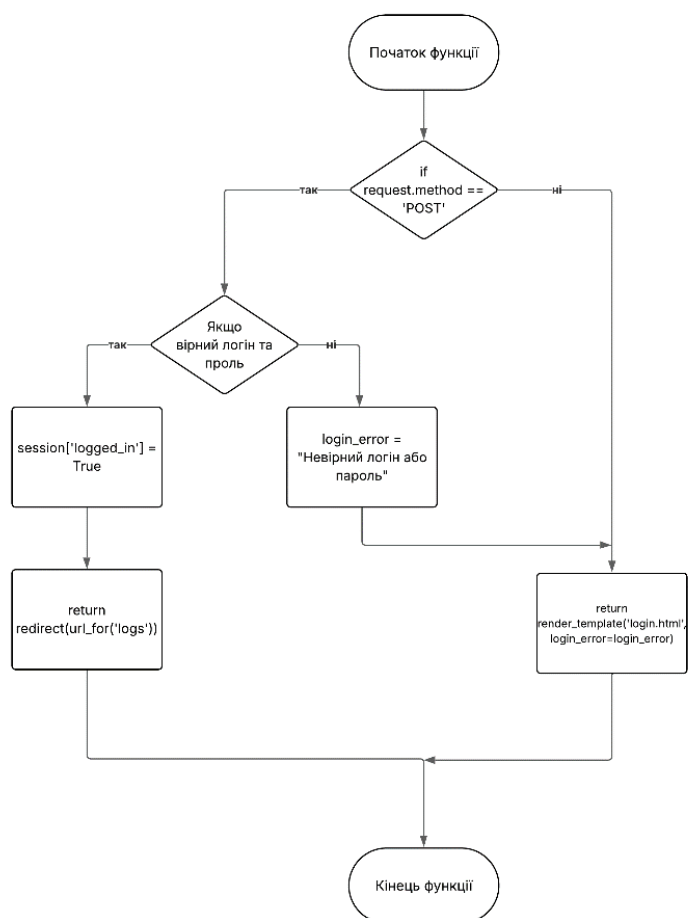 Початок функції
if
request.method ==
'POST'
так
ні
Якщо
вірний логін та
проль
так
ні
session['logged_in'] =
True
login_error =
"Невірний логін або
пароль"
return
redirect(url_for('logs'))
return
render_template('login.html',
login_error=login_error)
Кінець функції